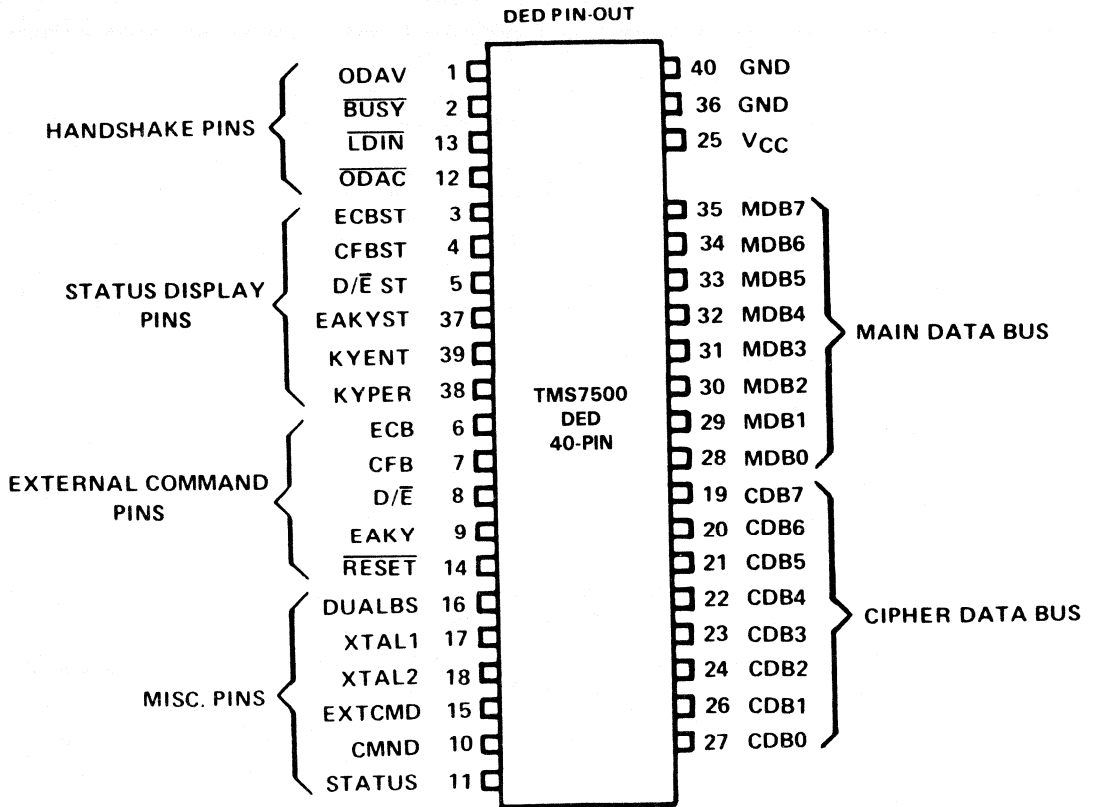 DED PIN-OUT
HANDSHAKE PINS
ODAV 1
B̅U̅S̅Y̅ 2
L̅D̅I̅N̅ 13
O̅D̅A̅C̅ 12
STATUS DISPLAY
PINS
ECBST 3
CFBST 4
D/E̅ ST 5
EAKYST 37
KYENT 39
KYPER 38
EXTERNAL COMMAND
PINS
ECB 6
CFB 7
D/E̅ 8
EAKY 9
R̅E̅S̅E̅T̅ 14
MISC. PINS
DUALBS 16
XTAL1 17
XTAL2 18
EXTCMD 15
CMND 10
STATUS 11
TMS7500
DED
40-PIN
40 GND
36 GND
25 VCC
35 MDB7
34 MDB6
33 MDB5
32 MDB4
31 MDB3
30 MDB2
29 MDB1
28 MDB0
MAIN DATA BUS
19 CDB7
20 CDB6
21 CDB5
22 CDB4
23 CDB3
24 CDB2
26 CDB1
27 CDB0
CIPHER DATA BUS